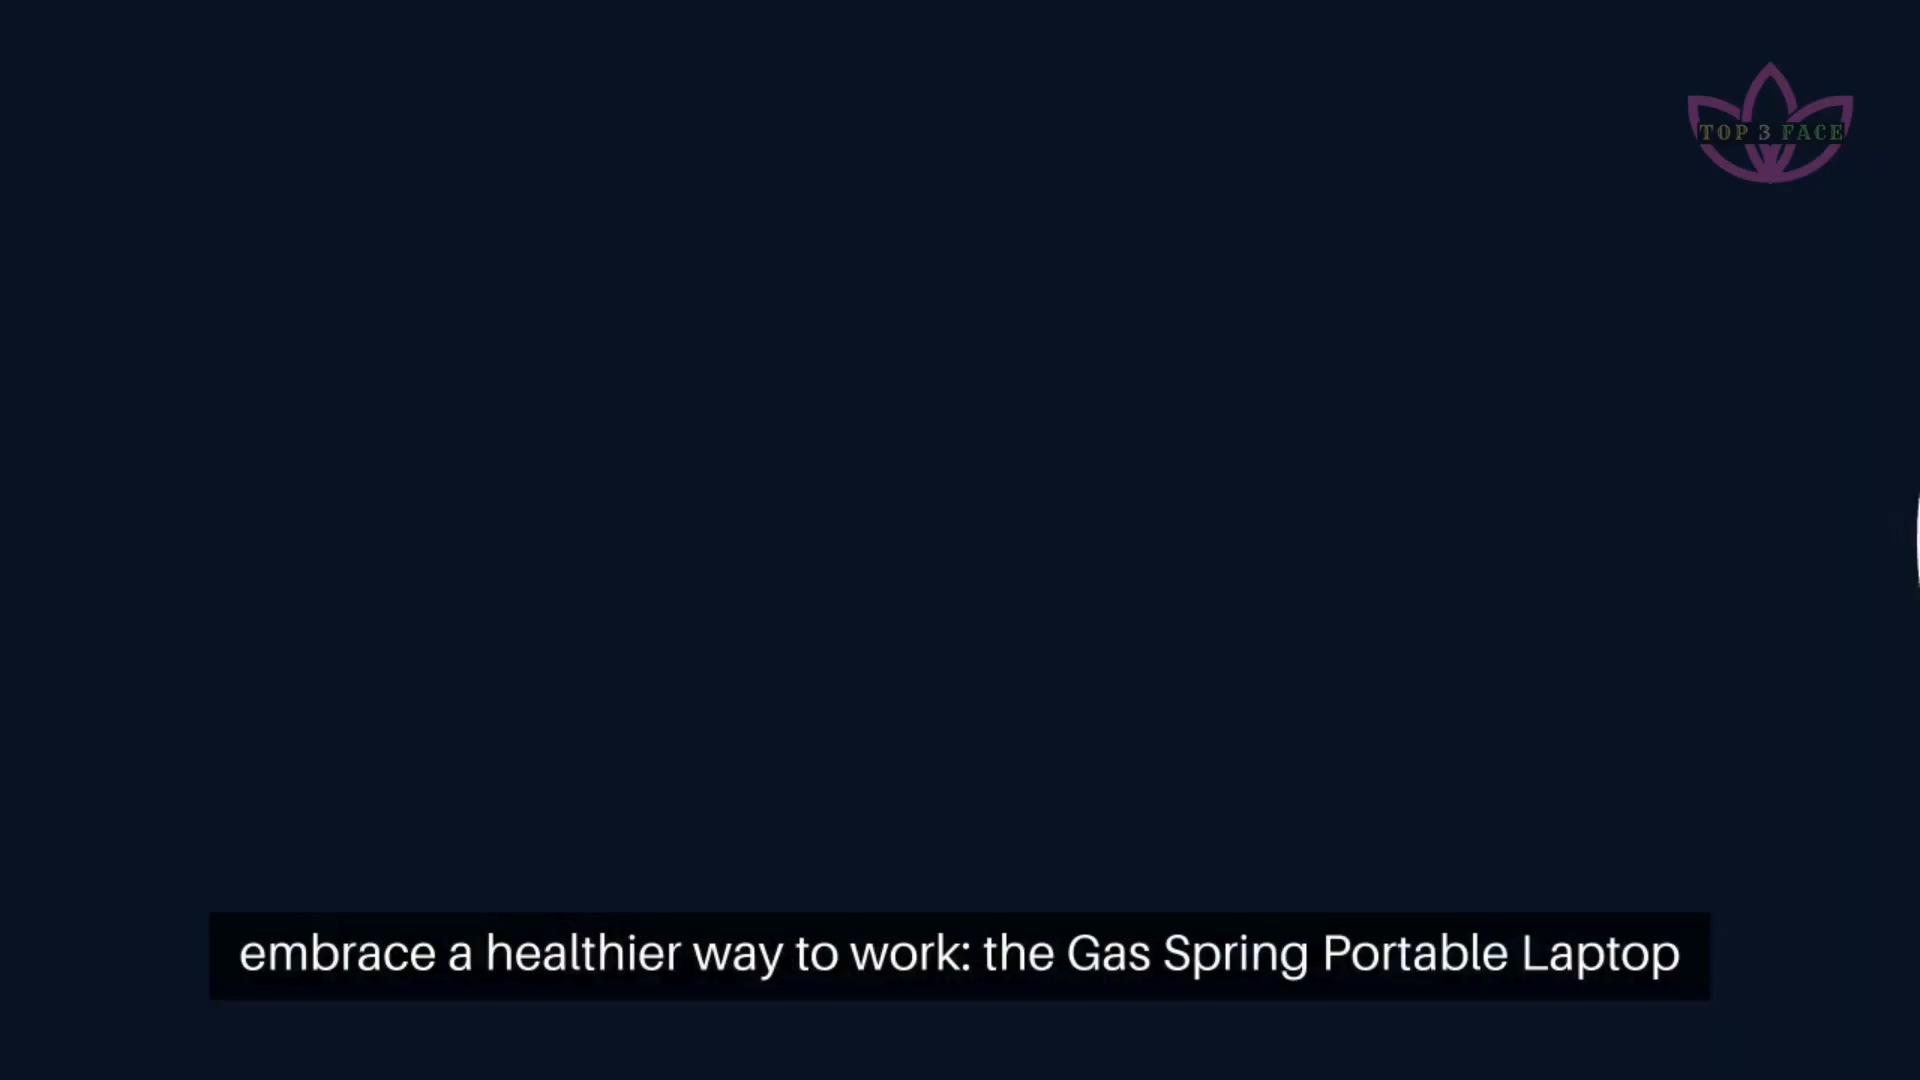 TOP 3 FACE
embrace a healthier way to work: the Gas Spring Portable Laptop